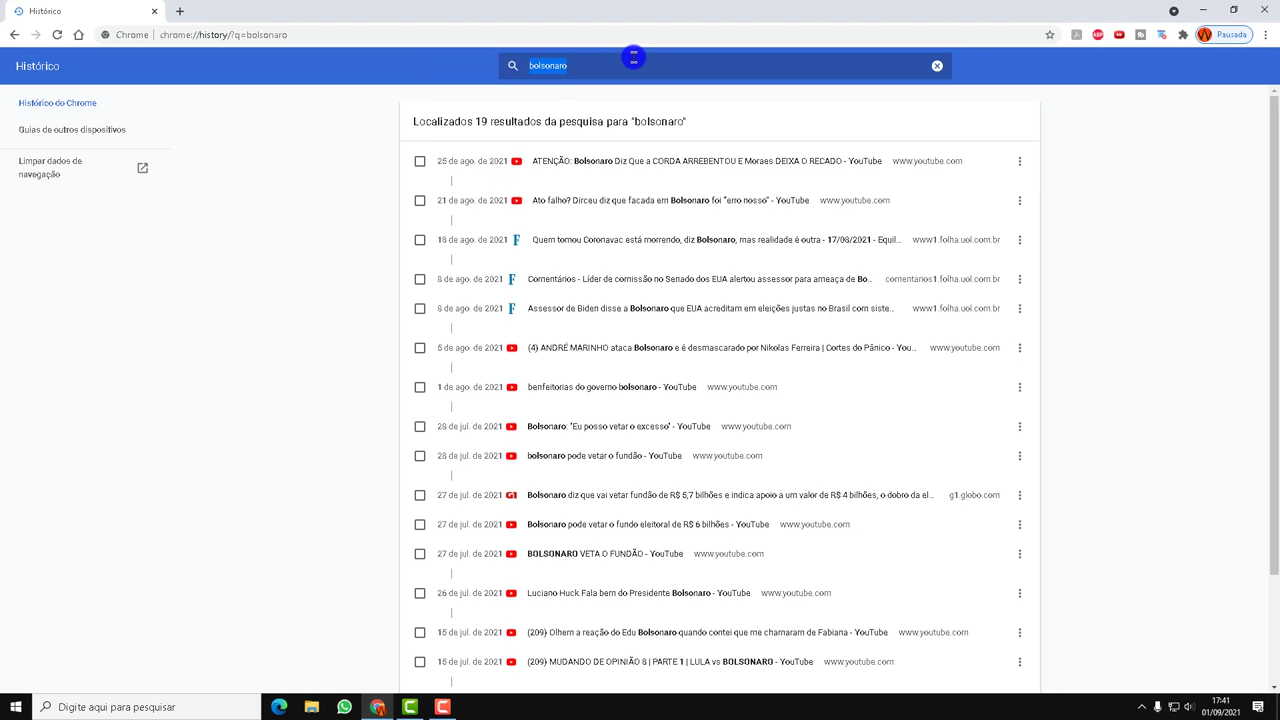 Histórico
Pausada
Chrome | chrome://history/?q=bolsonaro
Histórico
bolsonaro
Histórico do Chrome
Guias de outros dispositivos
Limpar dados de
navegação
Localizados 19 resultados da pesquisa para "bolsonaro"
25 de ago. de 2021 ATENÇÃO: Bolsonaro Diz Que a CORDA ARREBENTOU E Moraes DEIXA O RECADO - YouTube www.youtube.com
21 de ago. de 2021 Ato falho? Dirceu diz que facada em Bolsonaro foi "erro nosso" - YouTube www.youtube.com
18 de ago. de 2021 Quem tomou Coronavac está morrendo, diz Bolsonaro, mas realidade é outra - 17/06/2021 - Equil... www1.folha.uol.com.br
8 de ago. de 2021 Comentários - Líder de comissão no Senado dos EUA alertou assessor para ameaça de Bo... comentarios1.folha.uol.com.br
8 de ago. de 2021 Assessor de Biden disse a Bolsonaro que EUA acreditam em eleições justas no Brasil com siste... www1.folha.uol.com.br
5 de ago. de 2021 (4) ANDRÉ MARINHO ataca Bolsonaro e é desmascarado por Nikolas Ferreira | Cortes do Pânico - You... www.youtube.com
1 de ago. de 2021 benfeitorias do governo bolsonaro - YouTube www.youtube.com
28 de jul. de 2021 Bolsonaro: 'Eu posso vetar o excesso' - YouTube www.youtube.com
28 de jul. de 2021 bolsonaro pode vetar o fundão - YouTube www.youtube.com
27 de jul. de 2021 Bolsonaro diz que vai vetar fundão de R$ 5,7 bilhões e indica apoio a um valor de R$ 4 bilhões, o dobro da el... g1.globo.com
27 de jul. de 2021 Bolsonaro pode vetar o fundo eleitoral de R$ 6 bilhões - YouTube www.youtube.com
27 de jul. de 2021 BOLSONARO VETA O FUNDÃO - YouTube www.youtube.com
26 de jul. de 2021 Luciano Huck Fala bem do Presidente Bolsonaro - YouTube www.youtube.com
15 de jul. de 2021 (209) Olhem a reação do Edu Bolsonaro quando contei que me chamaram de Fabiana - YouTube www.youtube.com
15 de jul. de 2021 (209) MUDANDO DE OPINIÃO 8 | PARTE 1 | LULA vs BOLSONARO - YouTube www.youtube.com
Digite aqui para pesquisar
17:41
01/09/2021